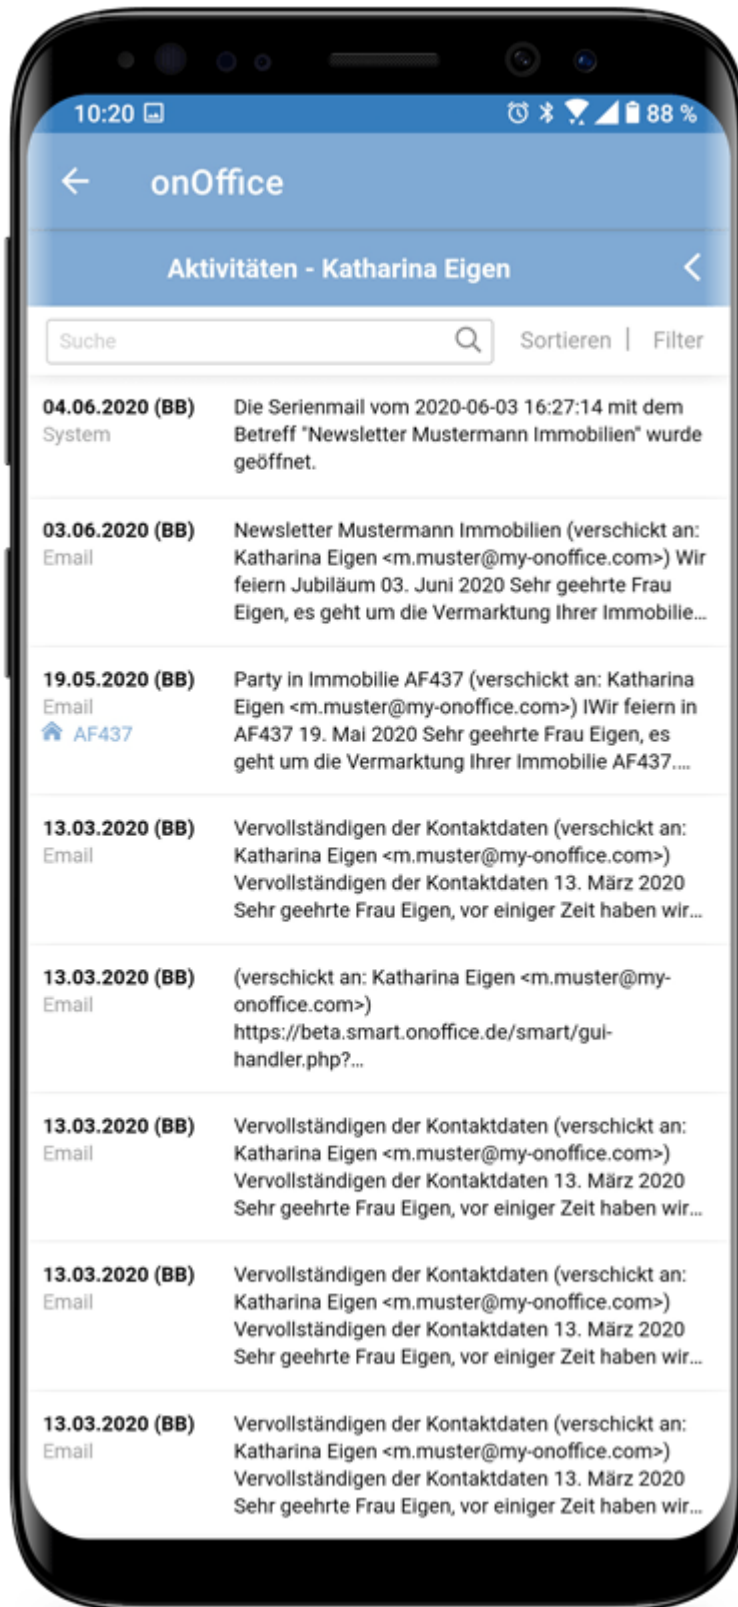 10:20 88 %
onOffice
Aktivitäten - Katharina Eigen
Suche Sortieren | Filter
04.06.2020 (BB) Die Serienmail vom 2020-06-03 16:27:14 mit dem
System Betreff "Newsletter Mustermann Immobilien" wurde
geöffnet.
03.06.2020 (BB) Newsletter Mustermann Immobilien (verschickt an:
Email Katharina Eigen <m.muster@my-onoffice.com>) Wir
feiern Jubiläum 03. Juni 2020 Sehr geehrte Frau
Eigen, es geht um die Vermarktung Ihrer Immobilie...
19.05.2020 (BB) Party in Immobilie AF437 (verschickt an: Katharina
Email Eigen <m.muster@my-onoffice.com>) IWir feiern in
AF437 AF437 19. Mai 2020 Sehr geehrte Frau Eigen, es
geht um die Vermarktung Ihrer Immobilie AF437....
13.03.2020 (BB) Vervollständigen der Kontaktdaten (verschickt an:
Email Katharina Eigen <m.muster@my-onoffice.com>)
Vervollständigen der Kontaktdaten 13. März 2020
Sehr geehrte Frau Eigen, vor einiger Zeit haben wir...
13.03.2020 (BB) (verschickt an: Katharina Eigen <m.muster@my-
Email onoffice.com>)
https://beta.smart.onoffice.de/smart/gui-
handler.php?...
13.03.2020 (BB) Vervollständigen der Kontaktdaten (verschickt an:
Email Katharina Eigen <m.muster@my-onoffice.com>)
Vervollständigen der Kontaktdaten 13. März 2020
Sehr geehrte Frau Eigen, vor einiger Zeit haben wir...
13.03.2020 (BB) Vervollständigen der Kontaktdaten (verschickt an:
Email Katharina Eigen <m.muster@my-onoffice.com>)
Vervollständigen der Kontaktdaten 13. März 2020
Sehr geehrte Frau Eigen, vor einiger Zeit haben wir...
13.03.2020 (BB) Vervollständigen der Kontaktdaten (verschickt an:
Email Katharina Eigen <m.muster@my-onoffice.com>)
Vervollständigen der Kontaktdaten 13. März 2020
Sehr geehrte Frau Eigen, vor einiger Zeit haben wir...